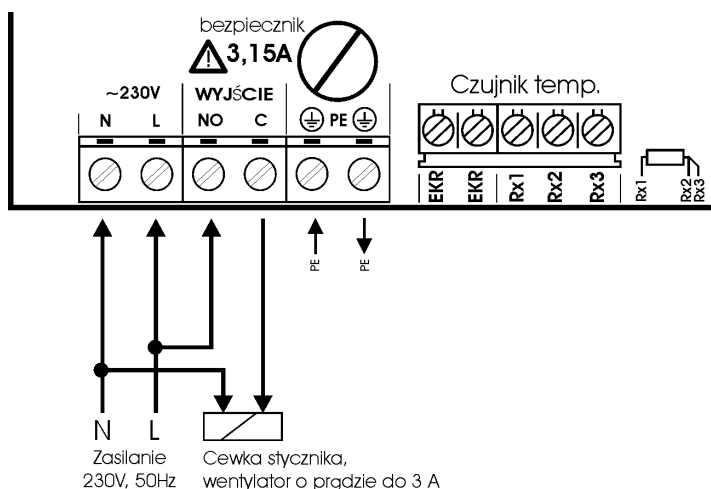 bezpiecznik
3,15A
~230V WYJŚCIE
N L NO C PE
Czujnik temp.
EKR EKR Rx1 Rx2 Rx3
Rx1 Rx2 Rx3
PE PE
N L
Zasilanie
230V, 50Hz
Cewka stycznika,
wentylator o prądzie do 3 A